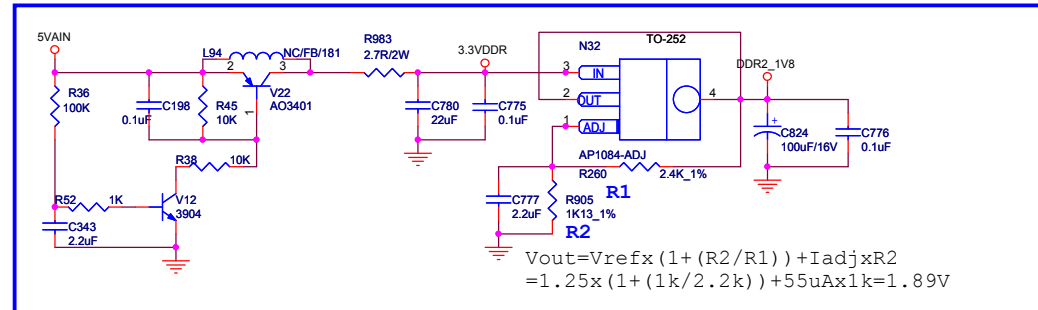 5VAIN
L94
NC/FB/181
R983
2.7R/2W
3.3VDDR
N32
TO-252
DDR2_1V8
2
3
V22
AO3401
1
R36
100K
C198
0.1uF
R45
10K
C780
22uF
C775
0.1uF
3
IN
2
OUT
1
ADJ
4
+
C824
100uF/16V
C776
0.1uF
AP1084-ADJ
R260
2.4K_1%
R1
R38
10K
R52
1K
V12
3904
C343
2.2uF
C777
2.2uF
R905
1K13_1%
R2
Vout=Vrefx(1+(R2/R1))+IadjxR2
=1.25x(1+(1k/2.2k))+55uAx1k=1.89V